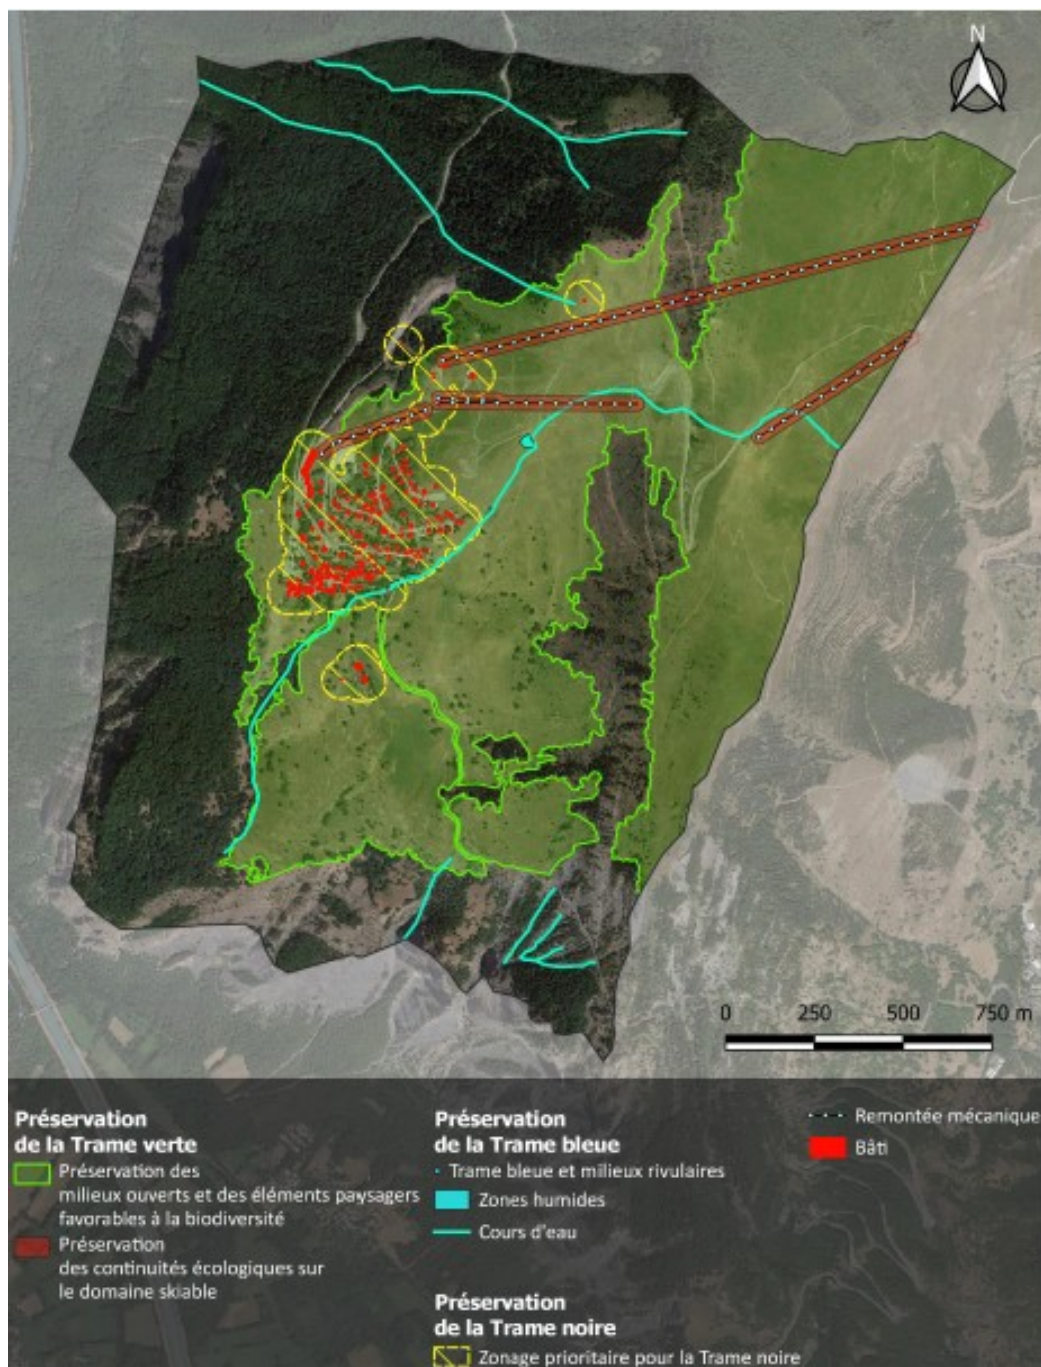 N
0 250 500 750 m
Préservation
de la Trame verte
Préservation des
milieux ouverts et des éléments paysagers
favorables à la biodiversité
Préservation
des continuités écologiques sur
le domaine skiable
Préservation
de la Trame bleue
Trame bleue et milieux rivulaires
Zones humides
Cours d'eau
Préservation
de la Trame noire
Zonage prioritaire pour la Trame noire
Remontée mécanique
Bâti